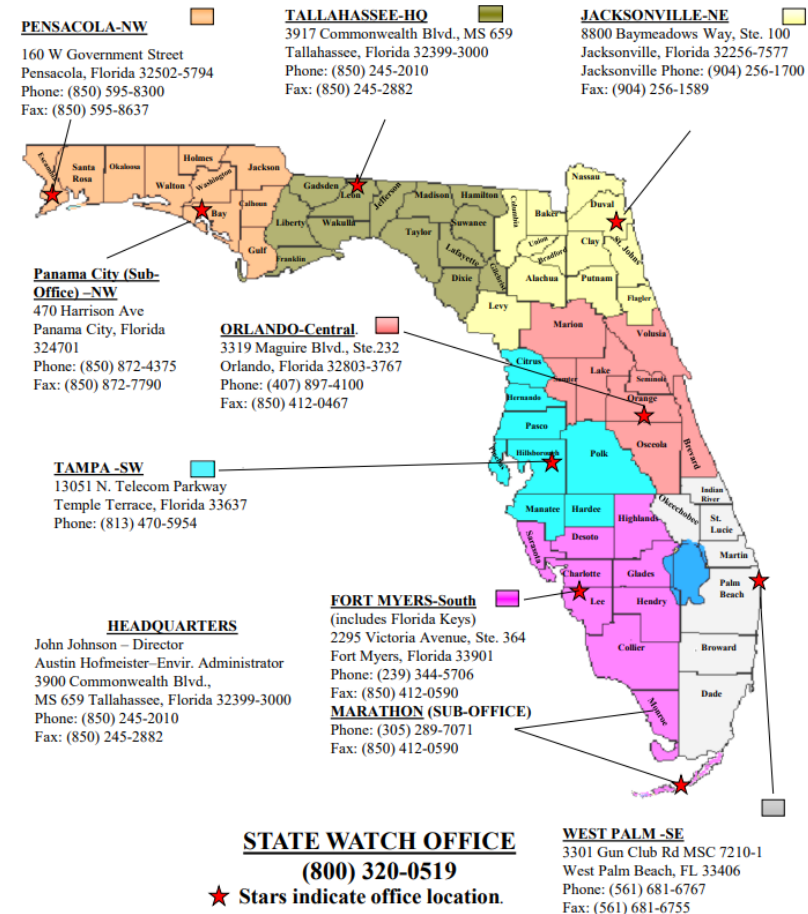 PENSACOLA-NW
160 W Government Street
Pensacola, Florida 32502-5794
Phone: (850) 595-8300
Fax: (850) 595-8637
TALLAHASSEE-HQ
3917 Commonwealth Blvd., MS 659
Tallahassee, Florida 32399-3000
Phone: (850) 245-2010
Fax: (850) 245-2882
JACKSONVILLE-NE
8800 Baymeadows Way, Ste. 100
Jacksonville, Florida 32256-7577
Jacksonville Phone: (904) 256-1700
Fax: (904) 256-1589
Escambia
Santa
Rosa
Okaloosa
Walton
Holmes
Washington
Bay
Jackson
Calhoun
Gulf
Gadsden
Liberty
Franklin
Leon
Wakulla
Jefferson
Madison
Taylor
Hamilton
Suwanee
Lafayette
Dixie
Gilchrist
Columbia
Baker
Nassau
Duval
Union
Bradford
Clay
St. Johns
Alachua
Putnam
Flagler
Levy
Panama City (Sub-
Office) –NW
470 Harrison Ave
Panama City, Florida
324701
Phone: (850) 872-4375
Fax: (850) 872-7790
ORLANDO-Central.
3319 Maguire Blvd., Ste.232
Orlando, Florida 32803-3767
Phone: (407) 897-4100
Fax: (850) 412-0467
Marion
Volusia
Lake
Sumter
Seminole
Orange
Osceola
Brevard
Citrus
Hernando
Pasco
Hillsborough
Polk
Manatee
Hardee
TAMPA -SW
13051 N. Telecom Parkway
Temple Terrace, Florida 33637
Phone: (813) 470-5954
Indian
River
Okeechobee
St.
Lucie
Martin
Palm
Beach
Broward
Dade
Highlands
Sarasota
Desoto
Charlotte
Glades
Lee
Hendry
Collier
Monroe
HEADQUARTERS
John Johnson – Director
Austin Hofmeister–Envir. Administrator
3900 Commonwealth Blvd.,
MS 659 Tallahassee, Florida 32399-3000
Phone: (850) 245-2010
Fax: (850) 245-2882
FORT MYERS-South
(includes Florida Keys)
2295 Victoria Avenue, Ste. 364
Fort Myers, Florida 33901
Phone: (239) 344-5706
Fax: (850) 412-0590
MARATHON (SUB-OFFICE)
Phone: (305) 289-7071
Fax: (850) 412-0590
STATE WATCH OFFICE
(800) 320-0519
Stars indicate office location.
WEST PALM -SE
3301 Gun Club Rd MSC 7210-1
West Palm Beach, FL 33406
Phone: (561) 681-6767
Fax: (561) 681-6755